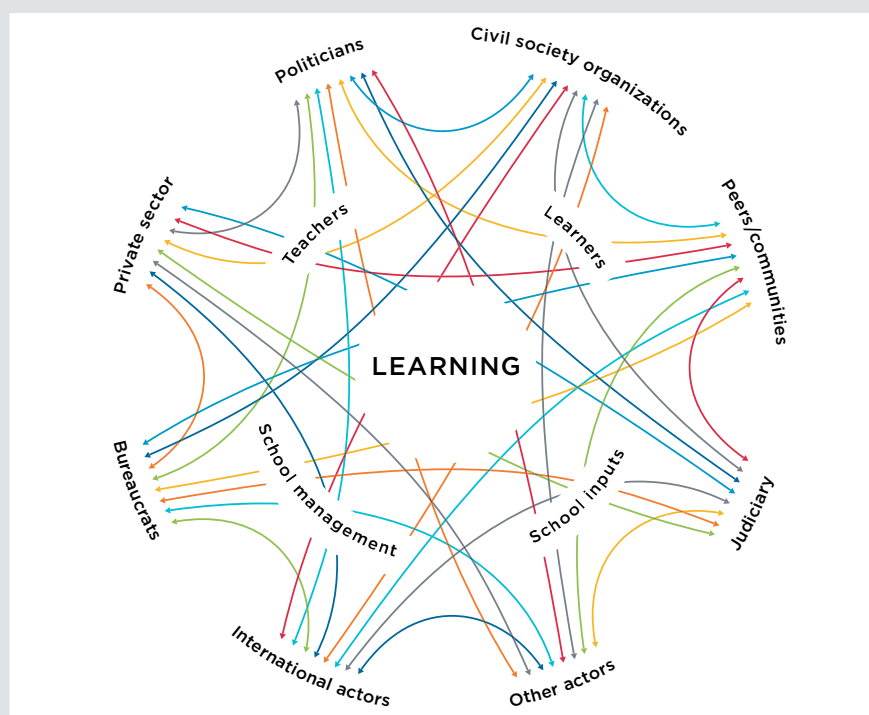 Politicians
Civil society organizations
Private sector
Teachers
Learners
Peers/communities
LEARNING
Bureaucrats
School management
School inputs
Judiciary
International actors
Other actors